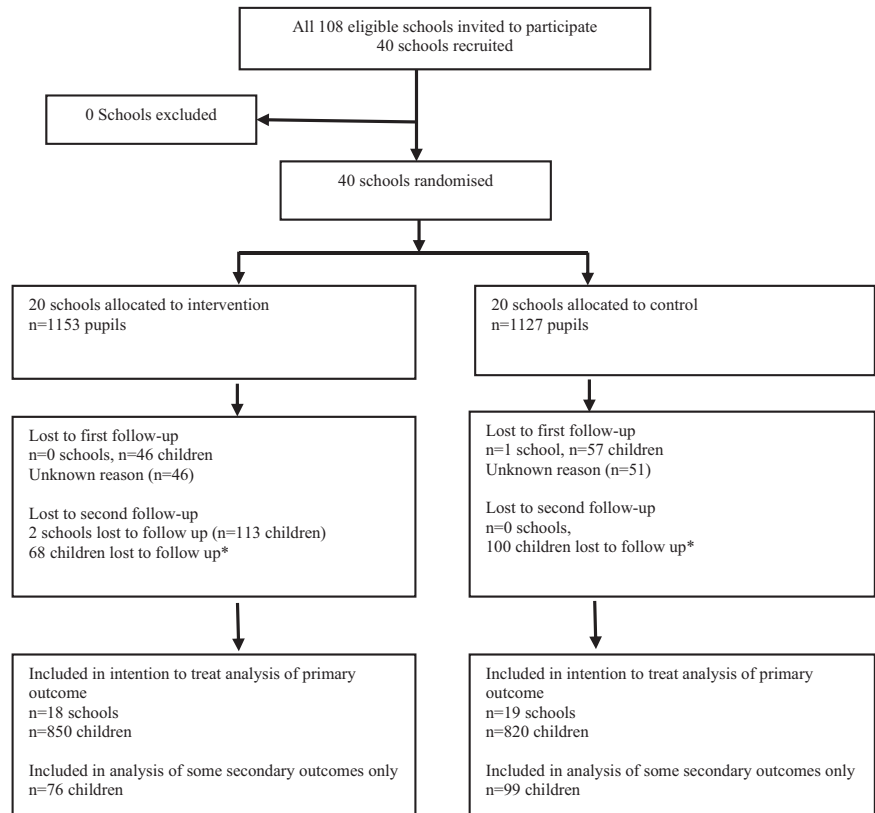 All 108 eligible schools invited to participate
40 schools recruited
0 Schools excluded
40 schools randomised
20 schools allocated to intervention
n=1153 pupils
20 schools allocated to control
n=1127 pupils
Lost to first follow-up
n=0 schools, n=46 children
Unknown reason (n=46)
Lost to second follow-up
2 schools lost to follow up (n=113 children)
68 children lost to follow up*
Lost to first follow-up
n=1 school, n=57 children
Unknown reason (n=51)
Lost to second follow-up
n=0 schools,
100 children lost to follow up*
Included in intention to treat analysis of primary
outcome
n=18 schools
n=850 children
Included in analysis of some secondary outcomes only
n=76 children
Included in intention to treat analysis of primary
outcome
n=19 schools
n=820 children
Included in analysis of some secondary outcomes only
n=99 children